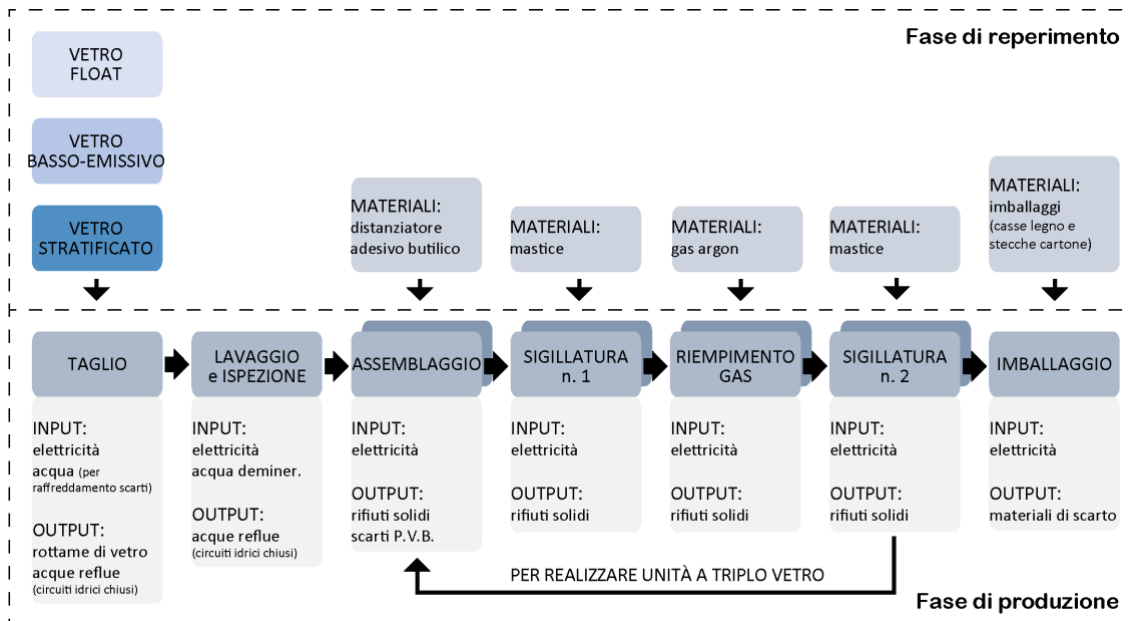 Fase di reperimento
VETRO
FLOAT
VETRO
BASSO-EMISSIVO
VETRO
STRATIFICATO
MATERIALI:
distanziatore
adesivo butilico
MATERIALI:
mastice
MATERIALI:
gas argon
MATERIALI:
mastice
MATERIALI:
imballaggi
(casse legno e
stecche cartone)
TAGLIO
INPUT:
elettricità
acqua (per
raffreddamento scarti)
OUTPUT:
rottame di vetro
acque reflue
(circuiti idrici chiusi)
LAVAGGIO
e ISPEZIONE
INPUT:
elettricità
acqua deminer.
OUTPUT:
acque reflue
(circuiti idrici chiusi)
ASSEMBLAGGIO
INPUT:
elettricità
OUTPUT:
rifiuti solidi
scarti P.V.B.
SIGILLATURA
n. 1
INPUT:
elettricità
OUTPUT:
rifiuti solidi
RIEMPIMENTO
GAS
INPUT:
elettricità
OUTPUT:
rifiuti solidi
SIGILLATURA
n. 2
INPUT:
elettricità
OUTPUT:
rifiuti solidi
IMBALLAGGIO
INPUT:
elettricità
OUTPUT:
materiali di scarto
PER REALIZZARE UNITÀ A TRIPLO VETRO
Fase di produzione